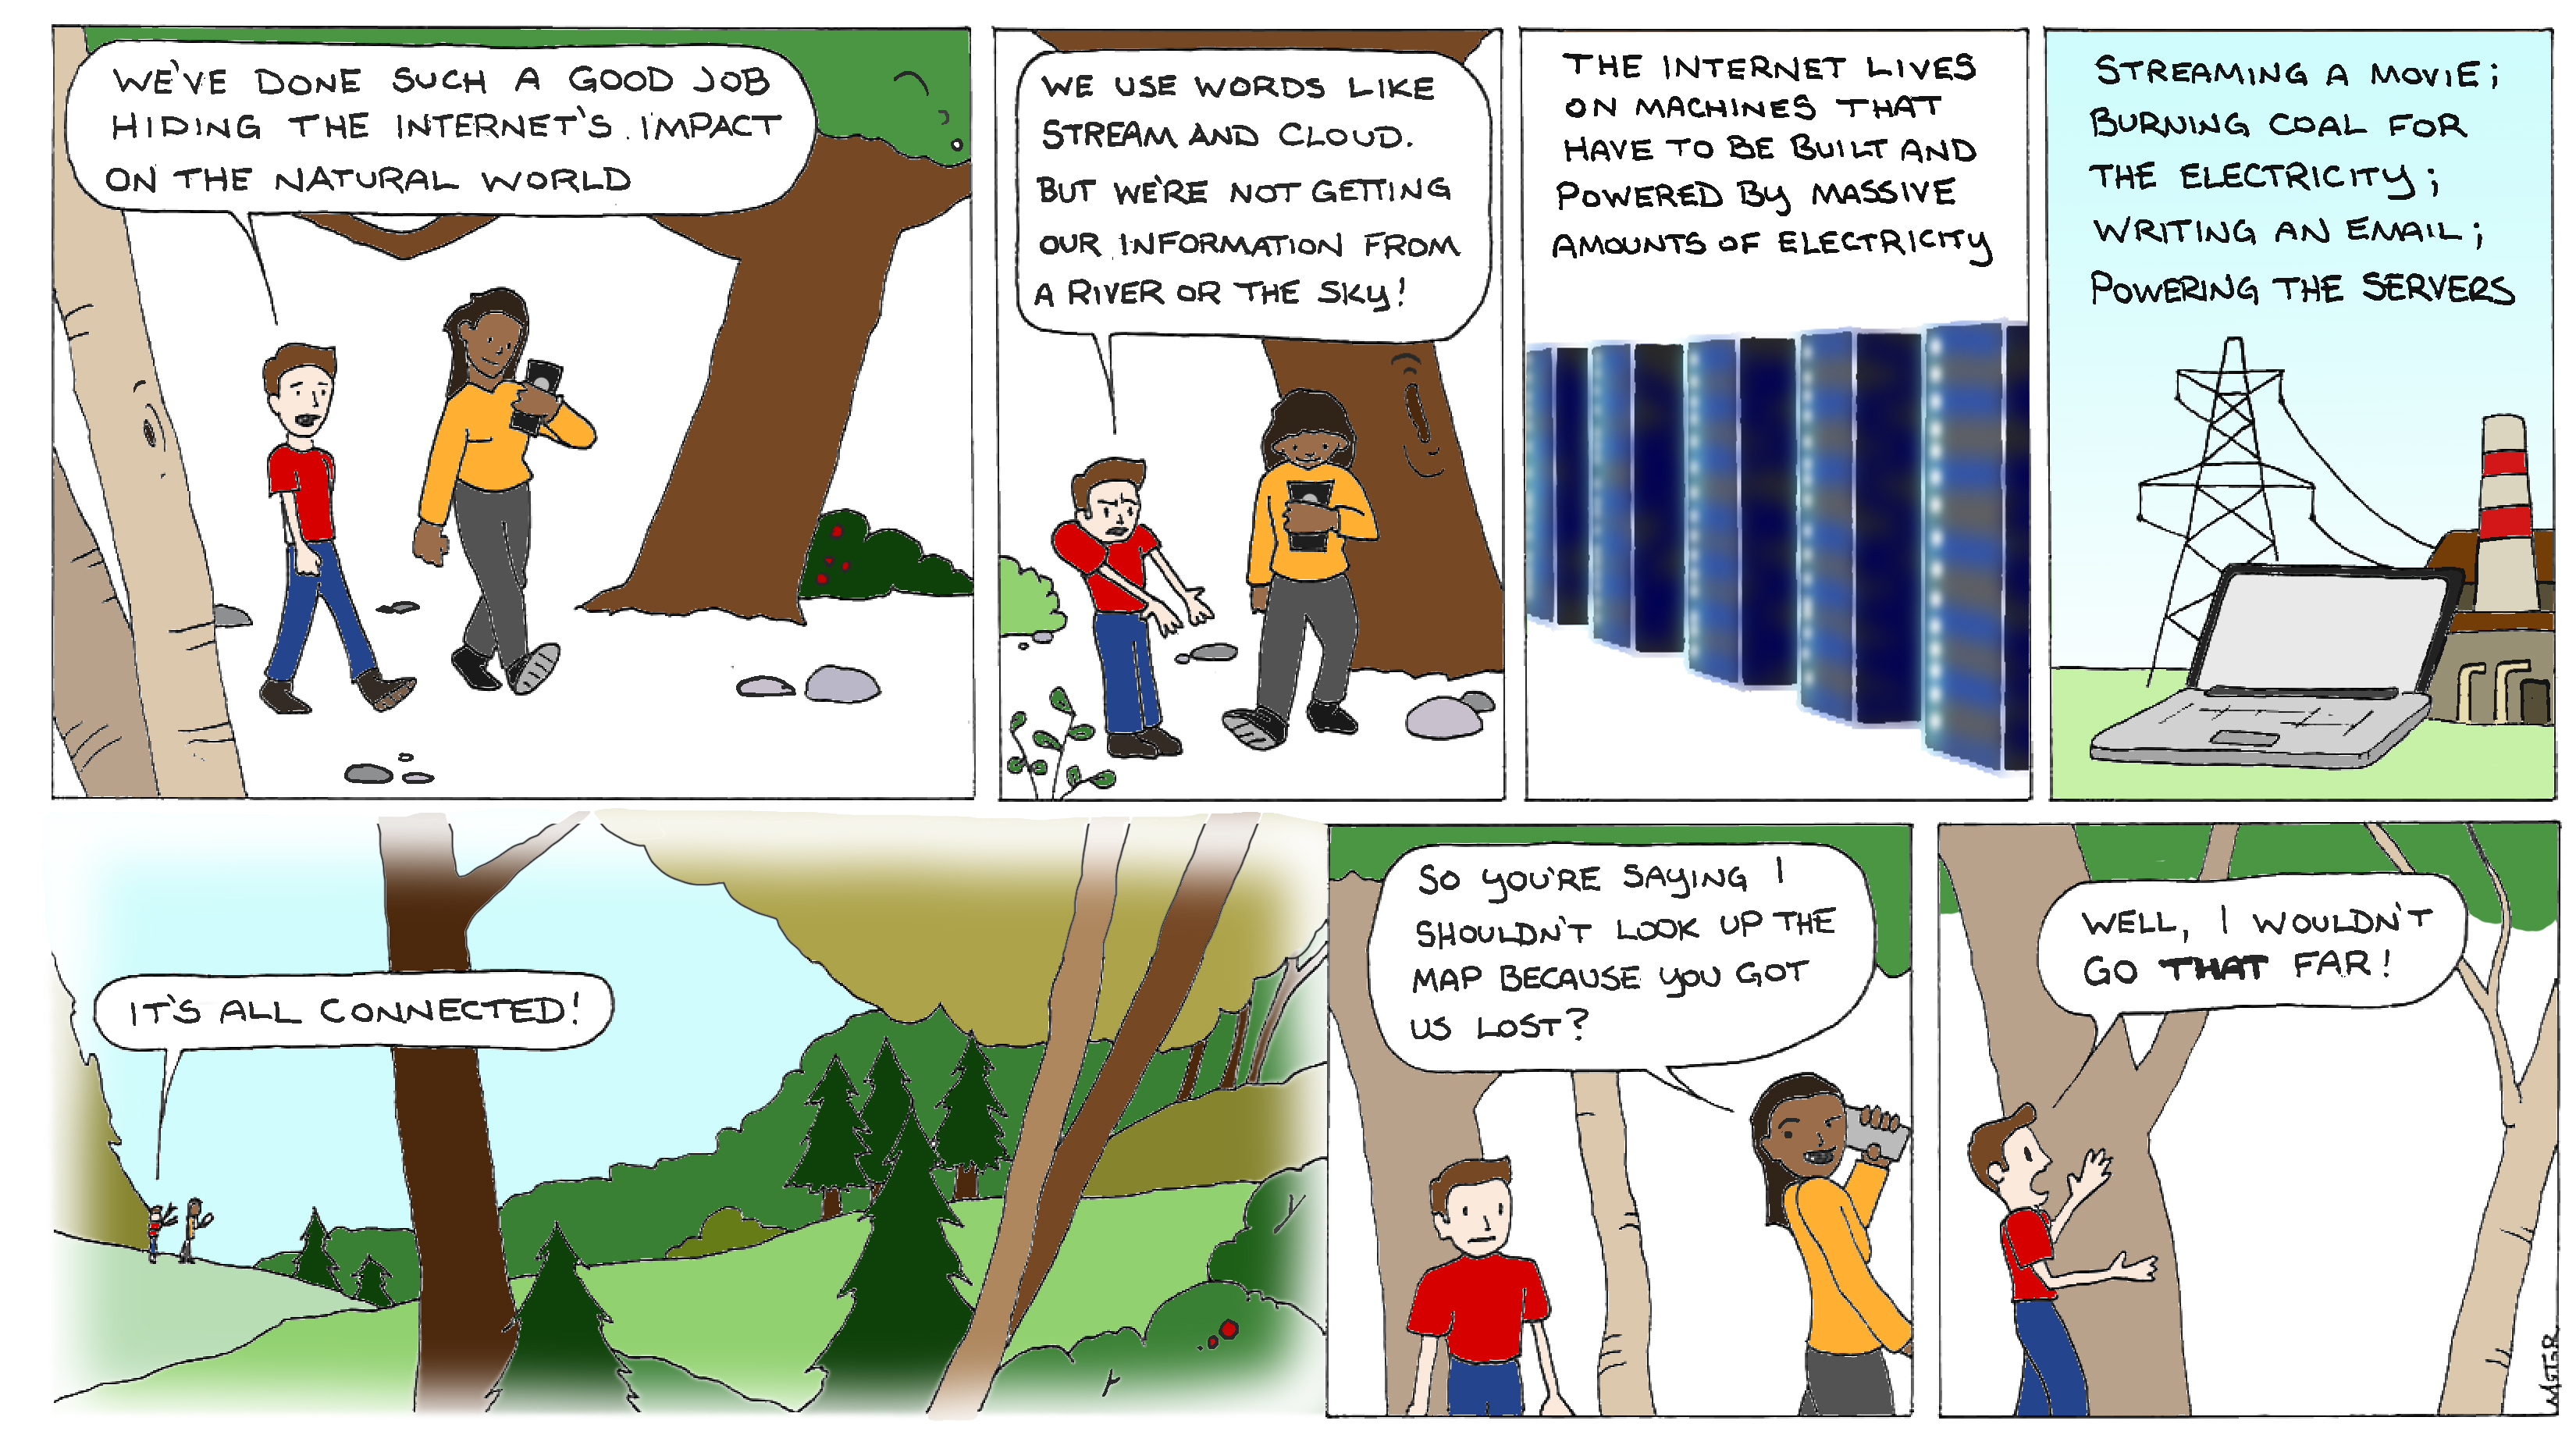 WE'VE DONE SUCH A GOOD JOB
HIDING THE INTERNET'S IMPACT
ON THE NATURAL WORLD
WE USE WORDS LIKE
STREAM AND CLOUD.
BUT WE'RE NOT GETTING
OUR INFORMATION FROM
A RIVER OR THE SKY!
THE INTERNET LIVES
ON MACHINES THAT
HAVE TO BE BUILT AND
POWERED BY MASSIVE
AMOUNTS OF ELECTRICITY
STREAMING A MOVIE;
BURNING COAL FOR
THE ELECTRICITY;
WRITING AN EMAIL;
POWERING THE SERVERS
IT'S ALL CONNECTED!
SO YOU'RE SAYING I
SHOULDN'T LOOK UP THE
MAP BECAUSE YOU GOT
US LOST?
WELL, I WOULDN'T
GO THAT FAR!